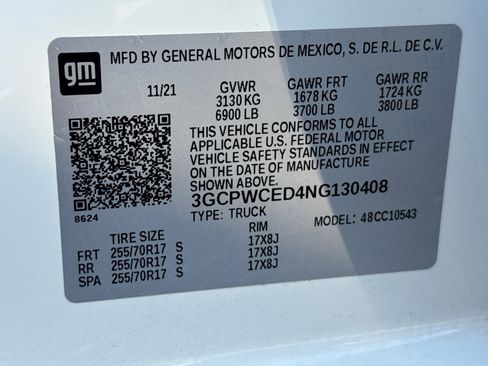 gm
MFD BY GENERAL MOTORS DE MEXICO, S. DE R.L. DE C.V.
11/21 GVWR GAWR FRT GAWR RR
3130 KG 1678 KG 1724 KG
6900 LB 3700 LB 3800 LB
THIS VEHICLE CONFORMS TO ALL
APPLICABLE U.S. FEDERAL MOTOR
VEHICLE SAFETY STANDARDS IN EFFECT
ON THE DATE OF MANUFACTURE
SHOWN ABOVE.
3GCPWCED4NG130408
8624
TYPE: TRUCK MODEL: 48CC10543
TIRE SIZE RIM
FRT 255/70R17 S 17X8J
RR 255/70R17 S 17X8J
SPA 255/70R17 S 17X8J